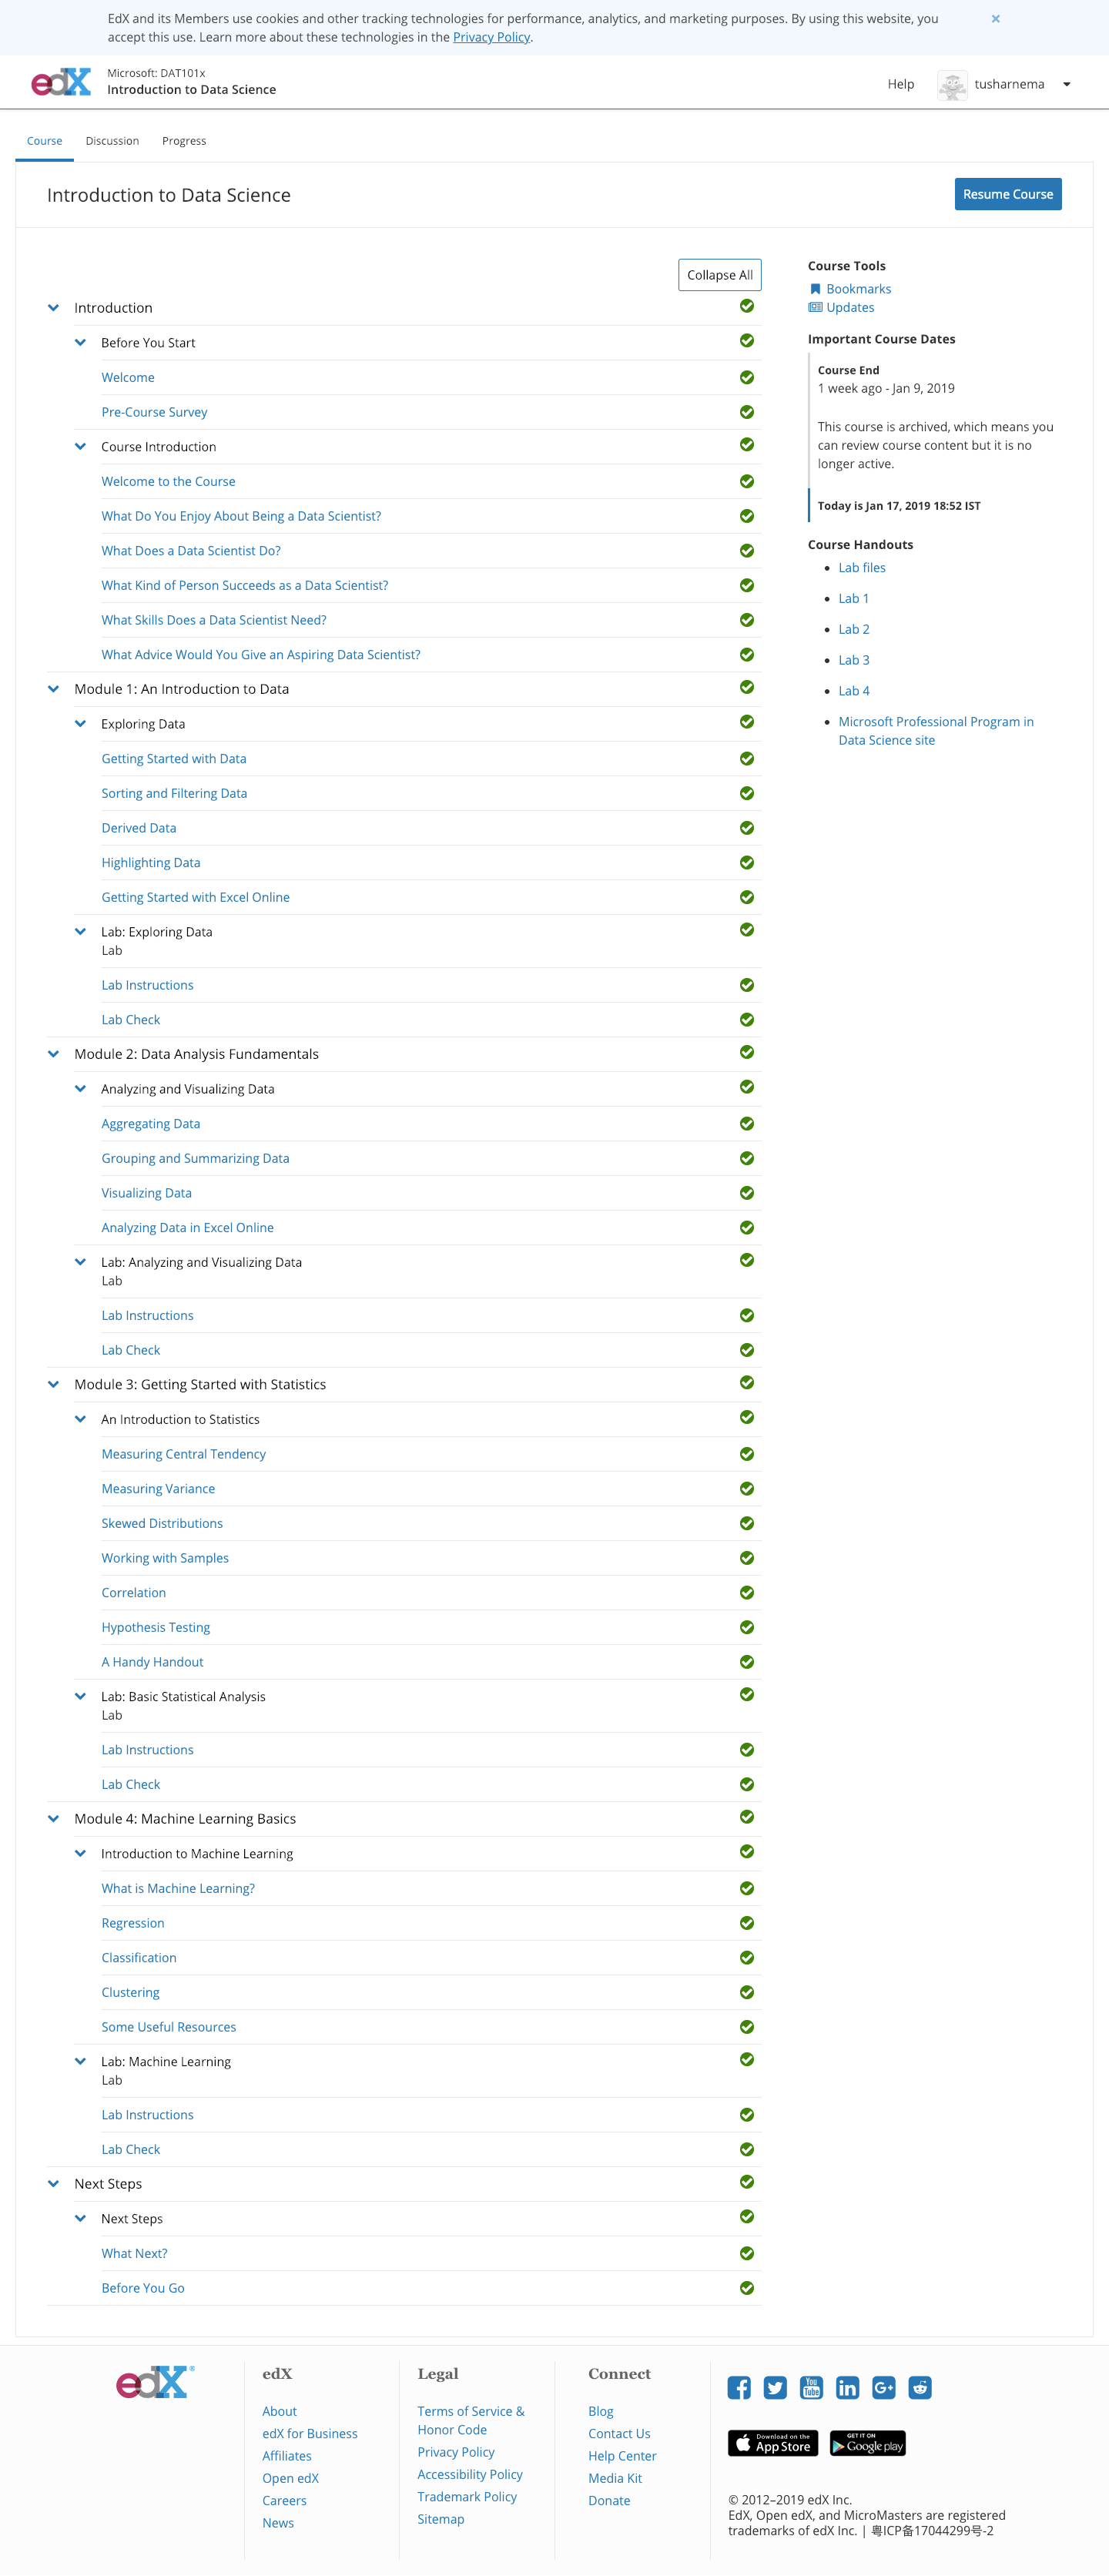 EdX and its Members use cookies and other tracking technologies for performance, analytics, and marketing purposes. By using this website, you
accept this use. Learn more about these technologies in the Privacy Policy.
×
edX
Microsoft: DAT101x
Introduction to Data Science
Help
tusharnema
Course
Discussion
Progress
Introduction to Data Science
Resume Course
Collapse All
Introduction
Before You Start
Welcome
Pre-Course Survey
Course Introduction
Welcome to the Course
What Do You Enjoy About Being a Data Scientist?
What Does a Data Scientist Do?
What Kind of Person Succeeds as a Data Scientist?
What Skills Does a Data Scientist Need?
What Advice Would You Give an Aspiring Data Scientist?
Module 1: An Introduction to Data
Exploring Data
Getting Started with Data
Sorting and Filtering Data
Derived Data
Highlighting Data
Getting Started with Excel Online
Lab: Exploring Data
Lab
Lab Instructions
Lab Check
Module 2: Data Analysis Fundamentals
Analyzing and Visualizing Data
Aggregating Data
Grouping and Summarizing Data
Visualizing Data
Analyzing Data in Excel Online
Lab: Analyzing and Visualizing Data
Lab
Lab Instructions
Lab Check
Module 3: Getting Started with Statistics
An Introduction to Statistics
Measuring Central Tendency
Measuring Variance
Skewed Distributions
Working with Samples
Correlation
Hypothesis Testing
A Handy Handout
Lab: Basic Statistical Analysis
Lab
Lab Instructions
Lab Check
Module 4: Machine Learning Basics
Introduction to Machine Learning
What is Machine Learning?
Regression
Classification
Clustering
Some Useful Resources
Lab: Machine Learning
Lab
Lab Instructions
Lab Check
Next Steps
Next Steps
What Next?
Before You Go
Course Tools
Bookmarks
Updates
Important Course Dates
Course End
1 week ago - Jan 9, 2019
This course is archived, which means you
can review course content but it is no
longer active.
Today is Jan 17, 2019 18:52 IST
Course Handouts
Lab files
Lab 1
Lab 2
Lab 3
Lab 4
Microsoft Professional Program in
Data Science site
edX®
edX
About
edX for Business
Affiliates
Open edX
Careers
News
Legal
Terms of Service &
Honor Code
Privacy Policy
Accessibility Policy
Trademark Policy
Sitemap
Connect
Blog
Contact Us
Help Center
Media Kit
Donate
You
Tube
in
G+
Download on the
App Store
GET IT ON
Google play
© 2012–2019 edX Inc.
EdX, Open edX, and MicroMasters are registered
trademarks of edX Inc. | 粤ICP备17044299号-2